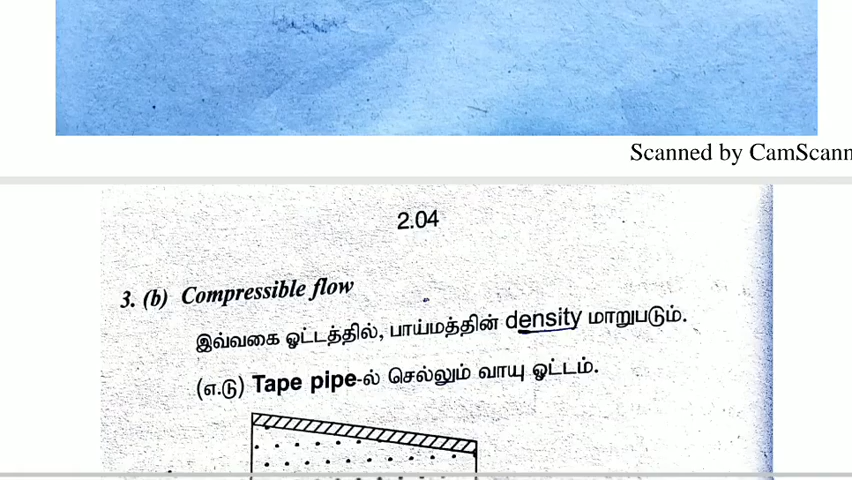 Scanned by CamScann
2.04
3. (b) Compressible flow
இவ்வகை ஓட்டத்தில், பாய்மத்தின் density மாறுபடும்.
(எ.டு) Tape pipe-ல் செல்லும் வாயு ஓட்டம்.